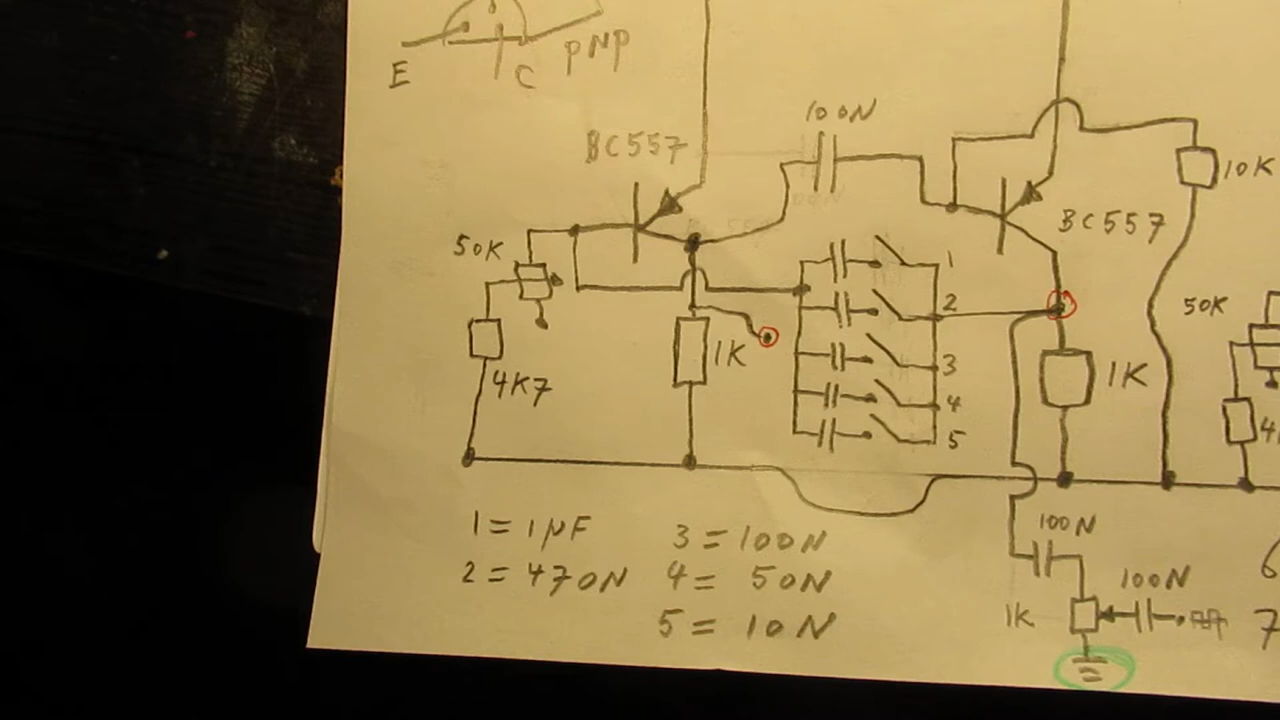 E C PNP
100N
BC557
10K
BC557
50K
1
2
50K
1K
3
1K
4K7
4
5
1 = 1µF 3 = 100N
2 = 470N 4 = 50N
5 = 10N
100N
100N
1K